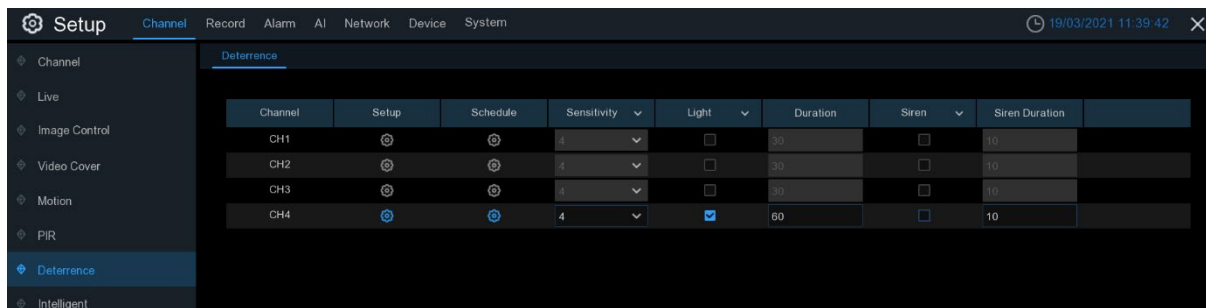 Setup Channel Record Alarm AI Network Device System 19/03/2021 11:39:42
Channel
Live
Image Control
Video Cover
Motion
PIR
Deterrence
Intelligent
Deterrence
Channel Setup Schedule Sensitivity Light Duration Siren Siren Duration
CH1 4 30 10
CH2 4 30 10
CH3 4 30 10
CH4 4 60 10